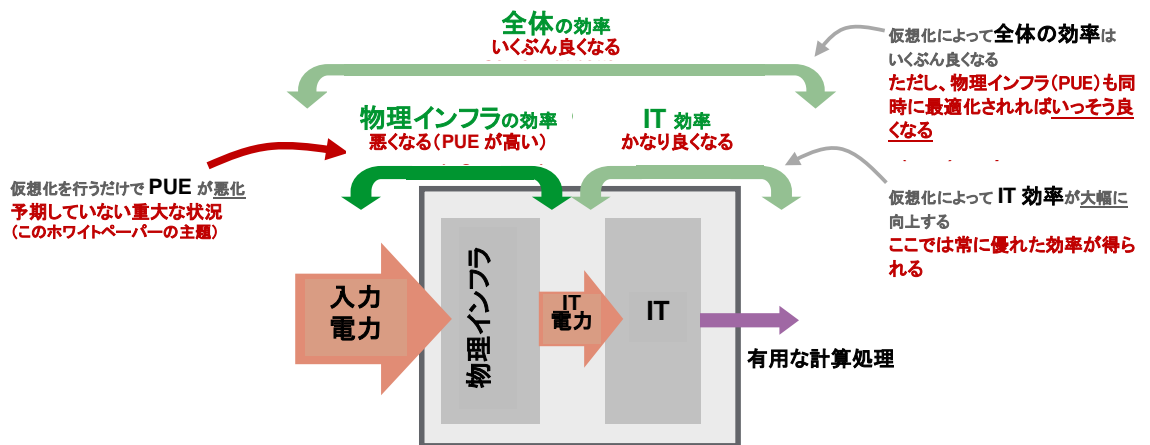 全体の効率
いくぶん良くなる
仮想化によって全体の効率は
いくぶん良くなる
ただし、物理インフラ(PUE)も同
時に最適化されればいっそう良
くなる
物理インフラの効率
悪くなる(PUE が高い)
IT 効率
かなり良くなる
仮想化を行うだけで PUE が悪化
予期していない重大な状況
(このホワイトペーパーの主題)
仮想化によって IT 効率が大幅に
向上する
ここでは常に優れた効率が得ら
れる
入力
電力
物理インフラ
IT
電力
IT
有用な計算処理